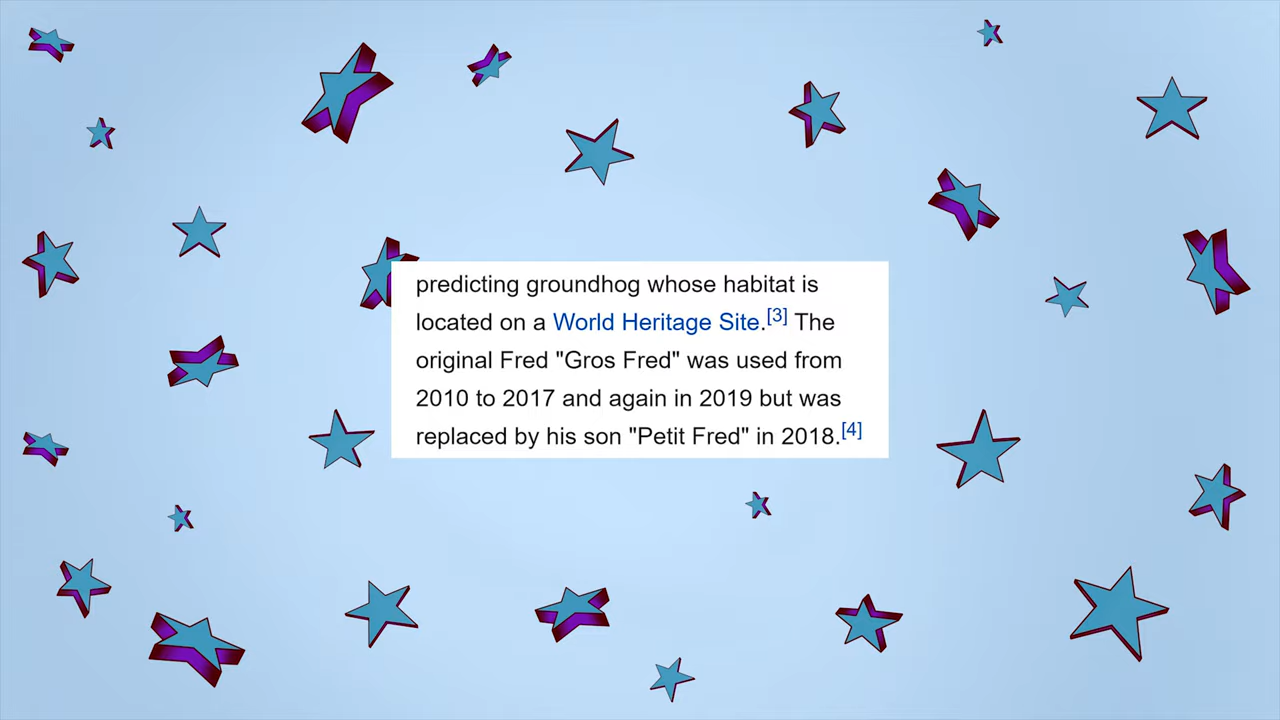 predicting groundhog whose habitat is
located on a World Heritage Site.[3] The
original Fred "Gros Fred" was used from
2010 to 2017 and again in 2019 but was
replaced by his son "Petit Fred" in 2018.[4]